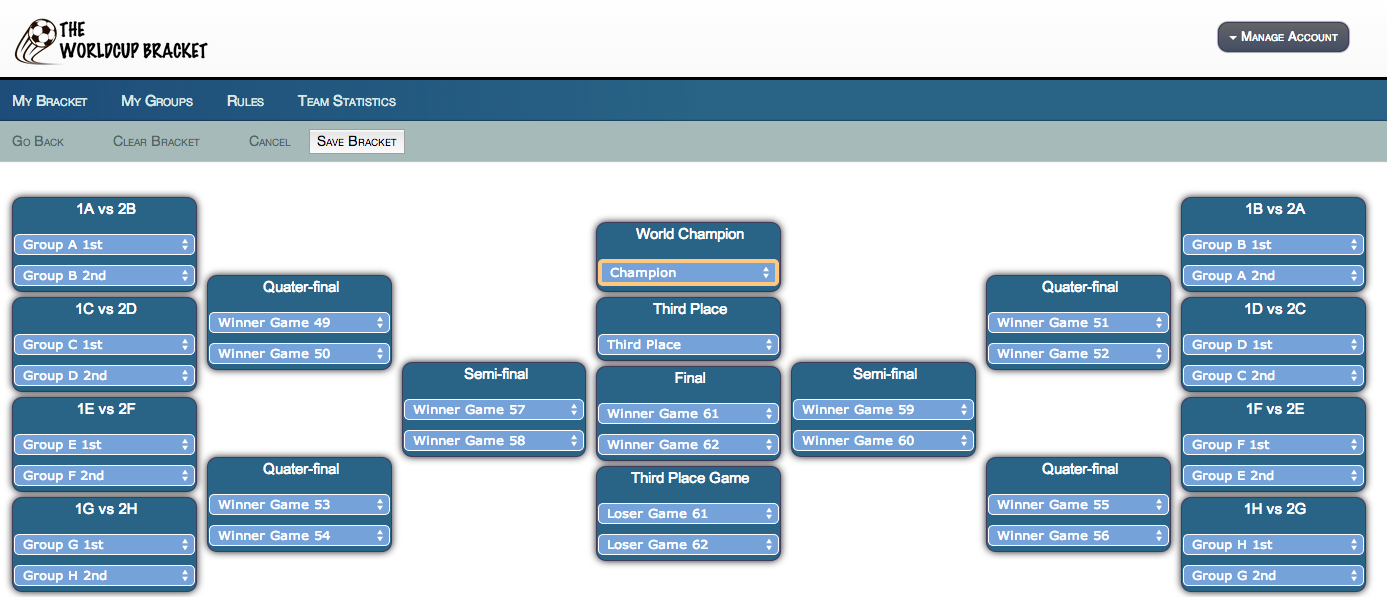 THE
WORLDCUP BRACKET
Manage Account
My Bracket
My Groups
Rules
Team Statistics
Go Back
Clear Bracket
Cancel
Save Bracket
1A vs 2B
Group A 1st
Group B 2nd
1C vs 2D
Group C 1st
Group D 2nd
1E vs 2F
Group E 1st
Group F 2nd
1G vs 2H
Group G 1st
Group H 2nd
Quater-final
Winner Game 49
Winner Game 50
Quater-final
Winner Game 53
Winner Game 54
Semi-final
Winner Game 57
Winner Game 58
World Champion
Champion
Third Place
Third Place
Final
Winner Game 61
Winner Game 62
Third Place Game
Loser Game 61
Loser Game 62
Semi-final
Winner Game 59
Winner Game 60
Quater-final
Winner Game 51
Winner Game 52
Quater-final
Winner Game 55
Winner Game 56
1B vs 2A
Group B 1st
Group A 2nd
1D vs 2C
Group D 1st
Group C 2nd
1F vs 2E
Group F 1st
Group E 2nd
1H vs 2G
Group H 1st
Group G 2nd